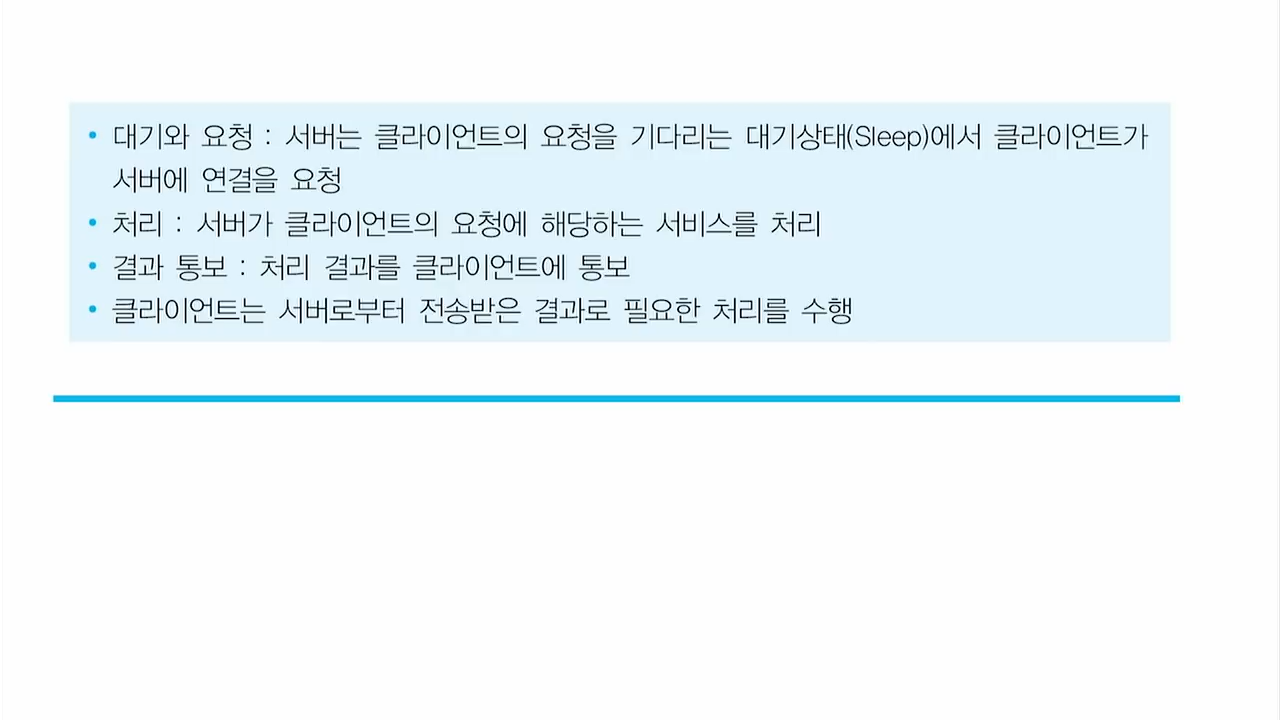 • 대기와 요청 : 서버는 클라이언트의 요청을 기다리는 대기상태(Sleep)에서 클라이언트가
서버에 연결을 요청
• 처리 : 서버가 클라이언트의 요청에 해당하는 서비스를 처리
• 결과 통보 : 처리 결과를 클라이언트에 통보
• 클라이언트는 서버로부터 전송받은 결과로 필요한 처리를 수행